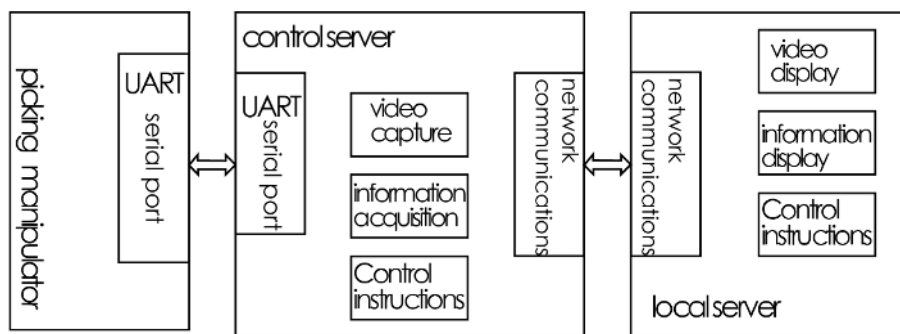 picking manipulator
UART
serial port
control server
UART
serial port
video
capture
information
acquisition
Control
instructions
network
communications
network
communications
video
display
information
display
Control
instructions
local server